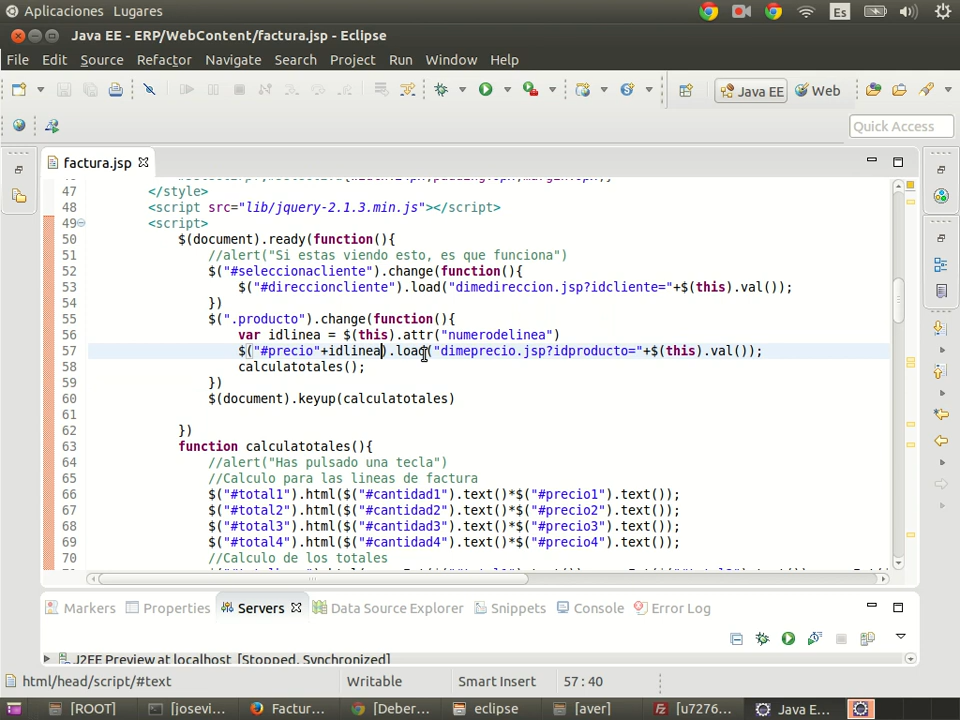 Aplicaciones Lugares Es
Java EE - ERP/WebContent/factura.jsp - Eclipse
File Edit Source Refactor Navigate Search Project Run Window Help
Java EE Web
Quick Access
factura.jsp
47 </style>
48 <script src="lib/jquery-2.1.3.min.js"></script>
49 <script>
50 $(document).ready(function(){
51 //alert("Si estas viendo esto, es que funciona")
52 $("#seleccionacliente").change(function(){
53 $("#direccioncliente").load("dimedireccion.jsp?idcliente="+$(this).val());
54 })
55 $(".producto").change(function(){
56 var idlinea = $(this).attr("numerodelinea")
57 $("#precio"+idlinea).load("dimeprecio.jsp?idproducto="+$(this).val());
58 calculatotales();
59 })
60 $(document).keyup(calculatotales)
61
62 })
63 function calculatotales(){
64 //alert("Has pulsado una tecla")
65 //Calculo para las lineas de factura
66 $("#total1").html($("#cantidad1").text()*$("#precio1").text());
67 $("#total2").html($("#cantidad2").text()*$("#precio2").text());
68 $("#total3").html($("#cantidad3").text()*$("#precio3").text());
69 $("#total4").html($("#cantidad4").text()*$("#precio4").text());
70 //Calculo de los totales
Markers Properties Servers Data Source Explorer Snippets Console Error Log
J2EE Preview at localhost [Stopped, Synchronized]
html/head/script/#text Writable Smart Insert 57 : 40
[ROOT] [josevi... Factur... [Deber... eclipse [aver] [u7276... Java E...